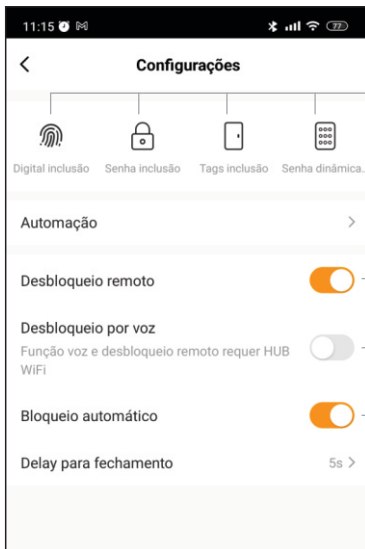 11:15 77
Configurações
Digital inclusão Senha inclusão Tags inclusão Senha dinâmica.
Automação
Desbloqueio remoto
Desbloqueio por voz
Função voz e desbloqueio remoto requer HUB
WiFi
Bloqueio automático
Delay para fechamento 5s